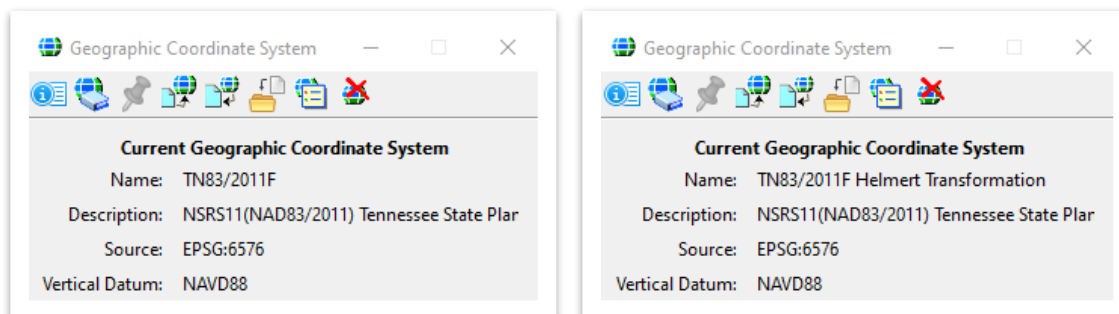 Geographic Coordinate System
Current Geographic Coordinate System
Name: TN83/2011F
Description: NSRS11(NAD83/2011) Tennessee State Plan
Source: EPSG:6576
Vertical Datum: NAVD88
Geographic Coordinate System
Current Geographic Coordinate System
Name: TN83/2011F Helmert Transformation
Description: NSRS11(NAD83/2011) Tennessee State Plan
Source: EPSG:6576
Vertical Datum: NAVD88